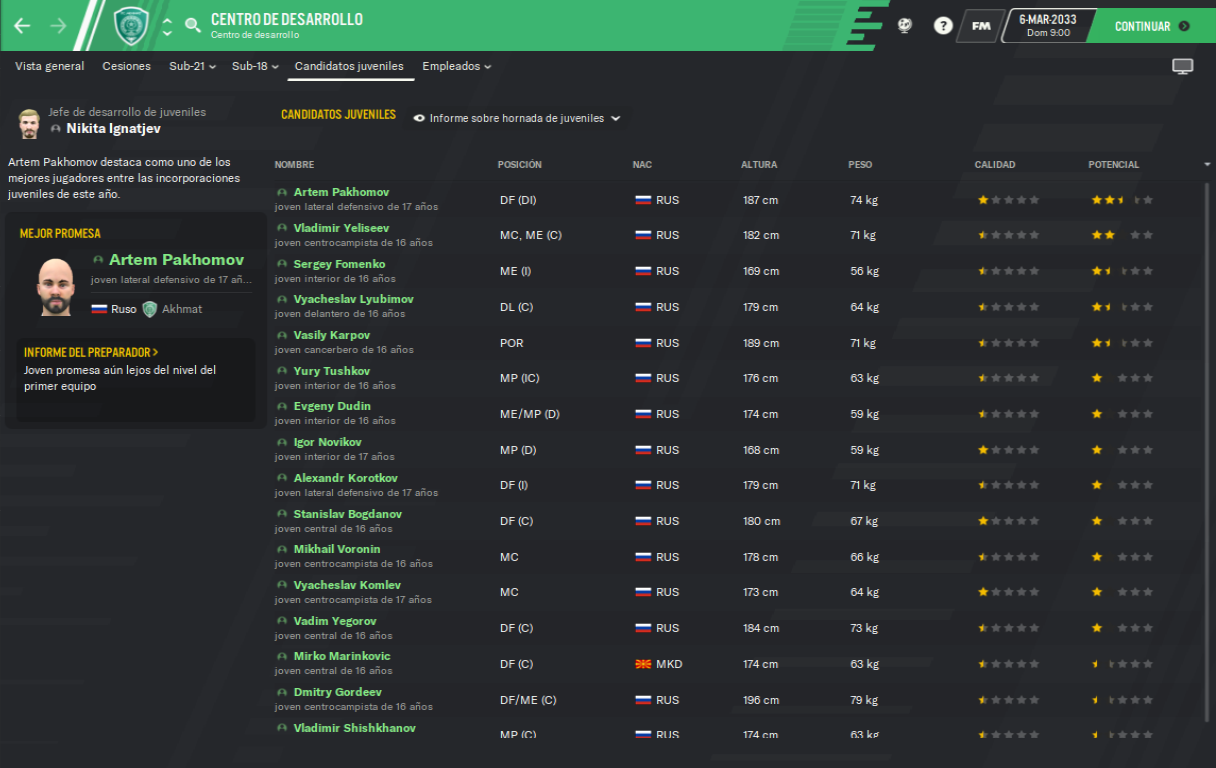 CENTRO DE DESARROLLO
Centro de desarrollo
?
FM
6-MAR-2033
Dom 9:00
CONTINUAR
Vista general Cesiones Sub-21 Sub-18 Candidatos juveniles Empleados
Jefe de desarrollo de juveniles
Nikita Ignatjev
Artem Pakhomov destaca como uno de los
mejores jugadores entre las incorporaciones
juveniles de este año.
MEJOR PROMESA
Artem Pakhomov
joven lateral defensivo de 17 añ...
Ruso Akhmat
INFORME DEL PREPARADOR >
Joven promesa aún lejos del nivel del
primer equipo
CANDIDATOS JUVENILES Informe sobre hornada de juveniles
NOMBRE POSICIÓN NAC ALTURA PESO CALIDAD POTENCIAL
Artem Pakhomov
joven lateral defensivo de 17 años
DF (DI) RUS 187 cm 74 kg
Vladimir Yeliseev
joven centrocampista de 16 años
MC, ME (C) RUS 182 cm 71 kg
Sergey Fomenko
joven interior de 16 años
ME (I) RUS 169 cm 56 kg
Vyacheslav Lyubimov
joven delantero de 16 años
DL (C) RUS 179 cm 64 kg
Vasily Karpov
joven cancerbero de 16 años
POR RUS 189 cm 71 kg
Yury Tushkov
joven interior de 16 años
MP (IC) RUS 176 cm 63 kg
Evgeny Dudin
joven interior de 16 años
ME/MP (D) RUS 174 cm 59 kg
Igor Novikov
joven interior de 17 años
MP (D) RUS 168 cm 59 kg
Alexandr Korotkov
joven lateral defensivo de 17 años
DF (I) RUS 179 cm 71 kg
Stanislav Bogdanov
joven central de 16 años
DF (C) RUS 180 cm 67 kg
Mikhail Voronin
joven centrocampista de 16 años
MC RUS 178 cm 66 kg
Vyacheslav Komlev
joven centrocampista de 17 años
MC RUS 173 cm 64 kg
Vadim Yegorov
joven central de 16 años
DF (C) RUS 184 cm 73 kg
Mirko Marinkovic
joven central de 16 años
DF (C) MKD 174 cm 63 kg
Dmitry Gordeev
joven centrocampista de 16 años
DF/ME (C) RUS 196 cm 79 kg
Vladimir Shishkhanov
MP (C) RUS 174 cm 63 kg